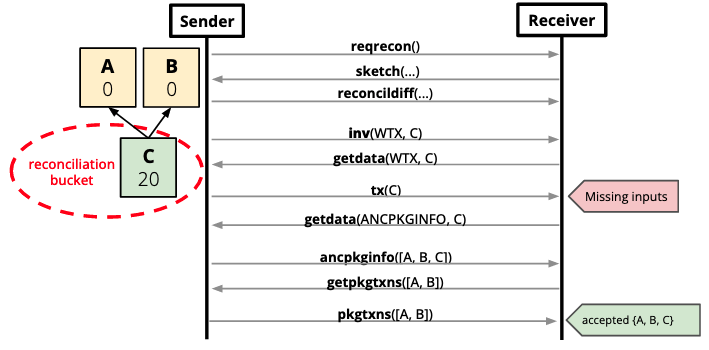 Sender
Receiver
A
0
B
0
C
20
reconciliation
bucket
reqrecon()
sketch(...)
reconcildiff(...)
inv(WTX, C)
getdata(WTX, C)
tx(C)
Missing inputs
getdata(ANCPKGINFO, C)
ancpkginfo([A, B, C])
getpkgtxns([A, B])
pkgtxns([A, B])
accepted {A, B, C}